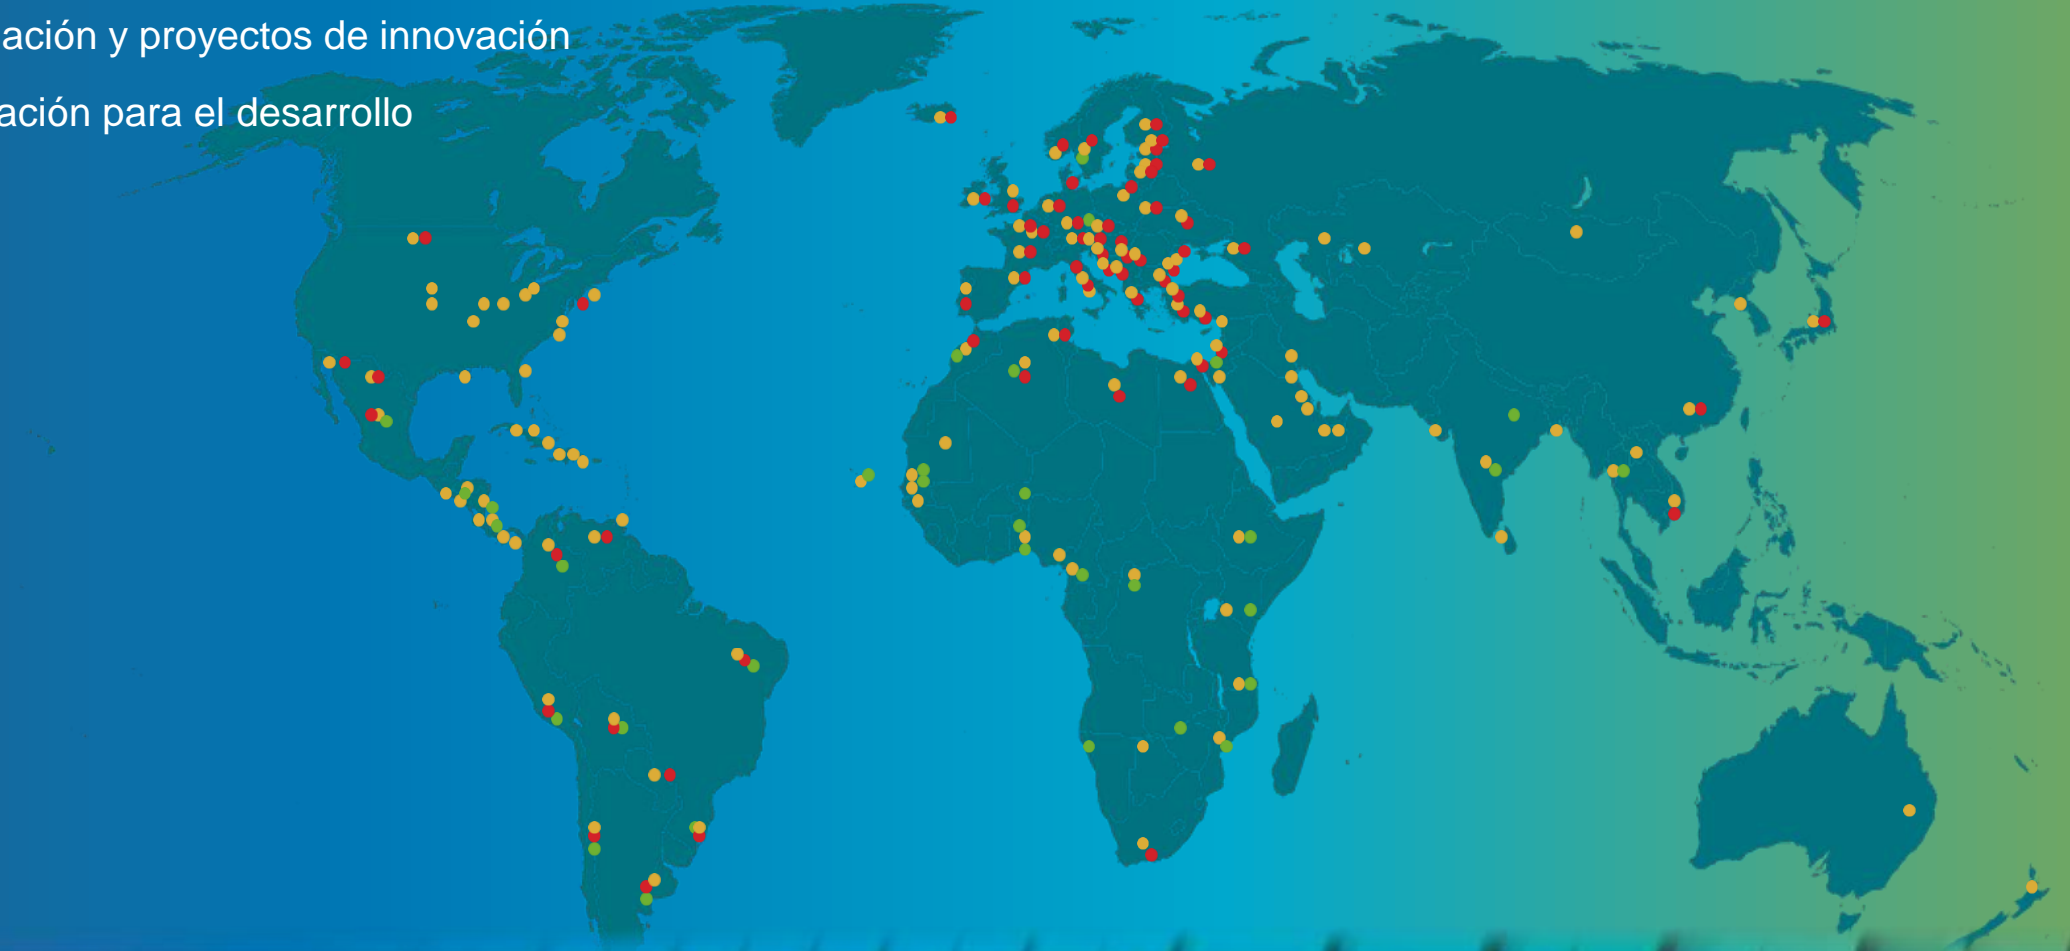 ación y proyectos de innovación
ación para el desarrollo